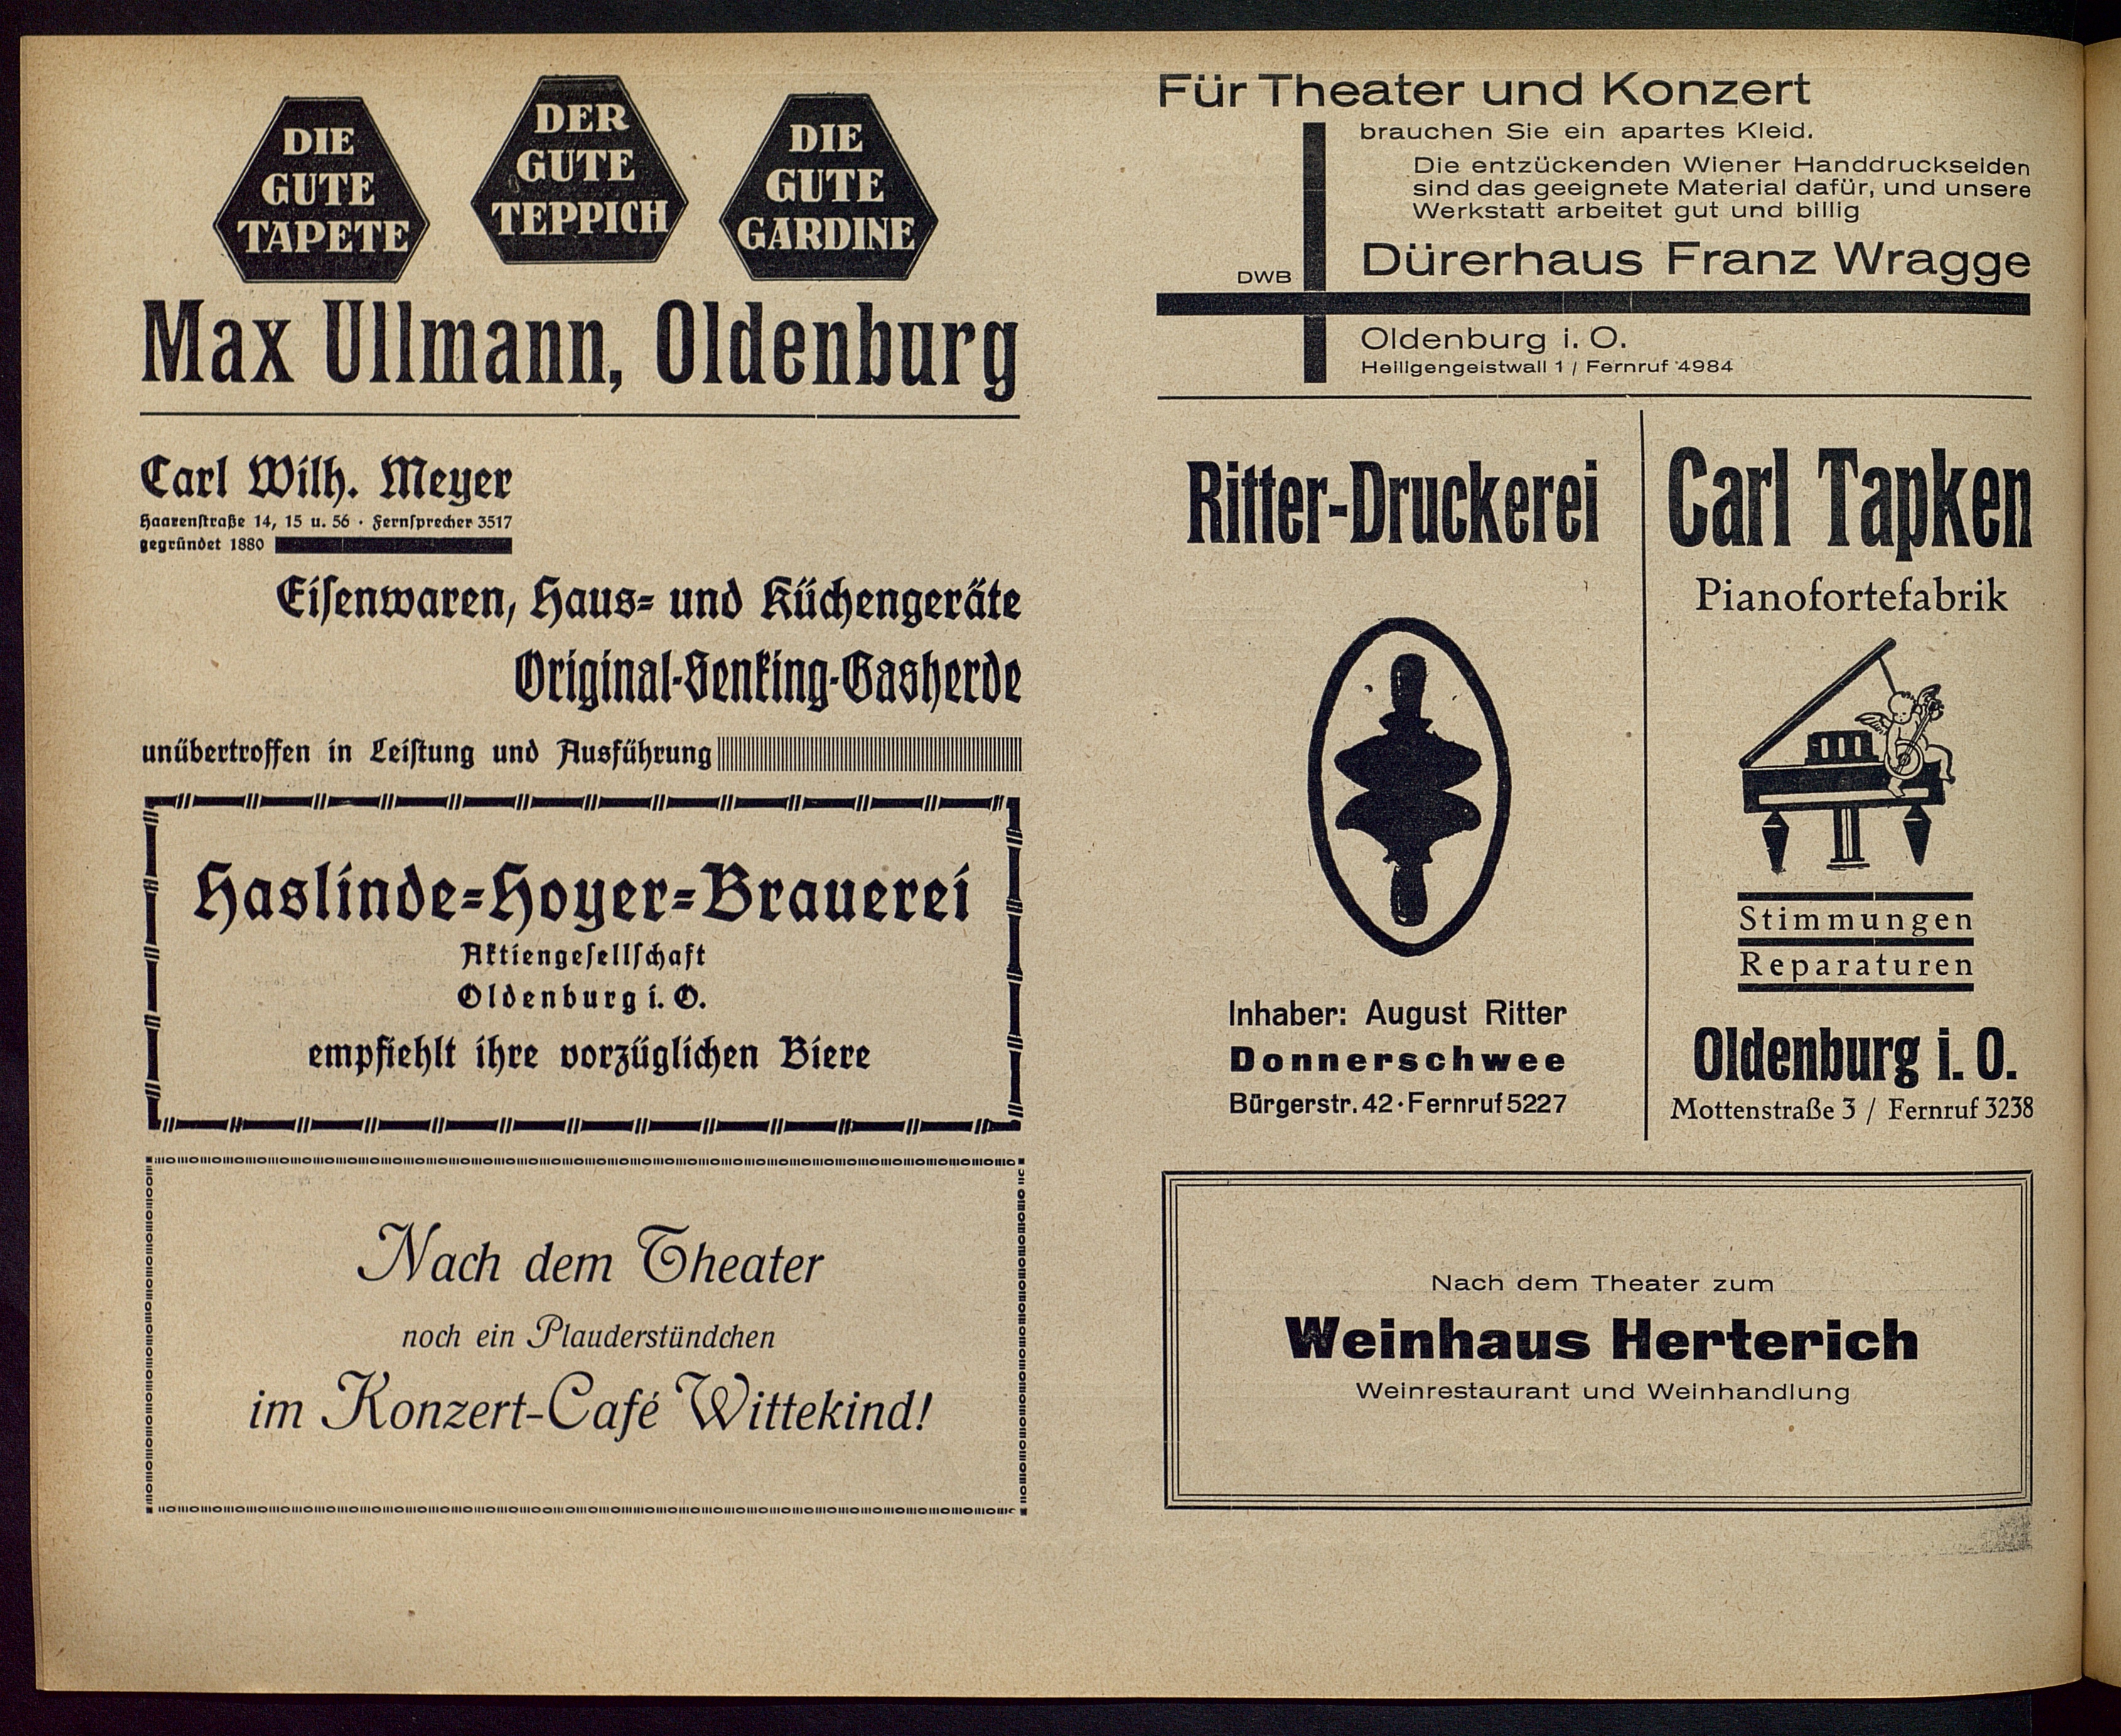 DIE
GUTE
TAPETE
DER
GUTE
TEPPICH
DIE
GUTE
GARDINE
Max Ullmann, Oldenburg
Carl Wilh. Meyer
Haarenſtraße 14, 15 u. 56 · Fernſprecher 3517
gegründet 1880
Eiſenwaren, Haus- und Küchengeräte
Original-Senking-Gasherde
unübertroffen in Leiſtung und Ausführung
Haslinde-Hoyer-Brauerei
Aktiengeſellſchaft
Oldenburg i. O.
empfiehlt ihre vorzüglichen Biere
Nach dem Theater
noch ein Plauderstündchen
im Konzert-Café Wittekind!
Für Theater und Konzert
brauchen Sie ein apartes Kleid.
Die entzückenden Wiener Handdruckseiden
sind das geeignete Material dafür, und unsere
Werkstatt arbeitet gut und billig
DWB
Dürerhaus Franz Wragge
Oldenburg i. O.
Heiligengeistwall 1 / Fernruf 4984
Ritter-Druckerei
Inhaber: August Ritter
Donnerschwee
Bürgerstr. 42 · Fernruf 5227
Carl Tapken
Pianofortefabrik
Stimmungen
Reparaturen
Oldenburg i. O.
Mottenstraße 3 / Fernruf 3238
Nach dem Theater zum
Weinhaus Herterich
Weinrestaurant und Weinhandlung